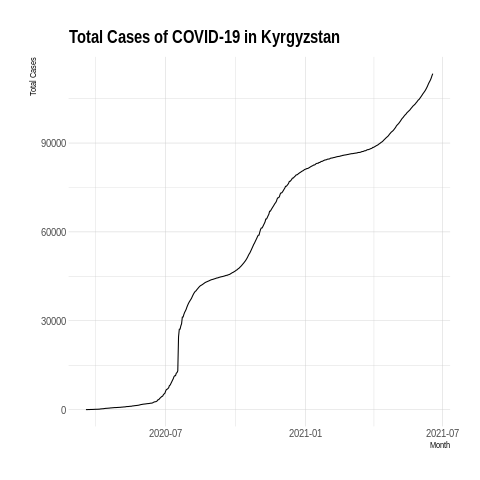 Total Cases of COVID-19 in Kyrgyzstan
Total Cases
90000
60000
30000
0
2020-07
2021-01
2021-07
Month